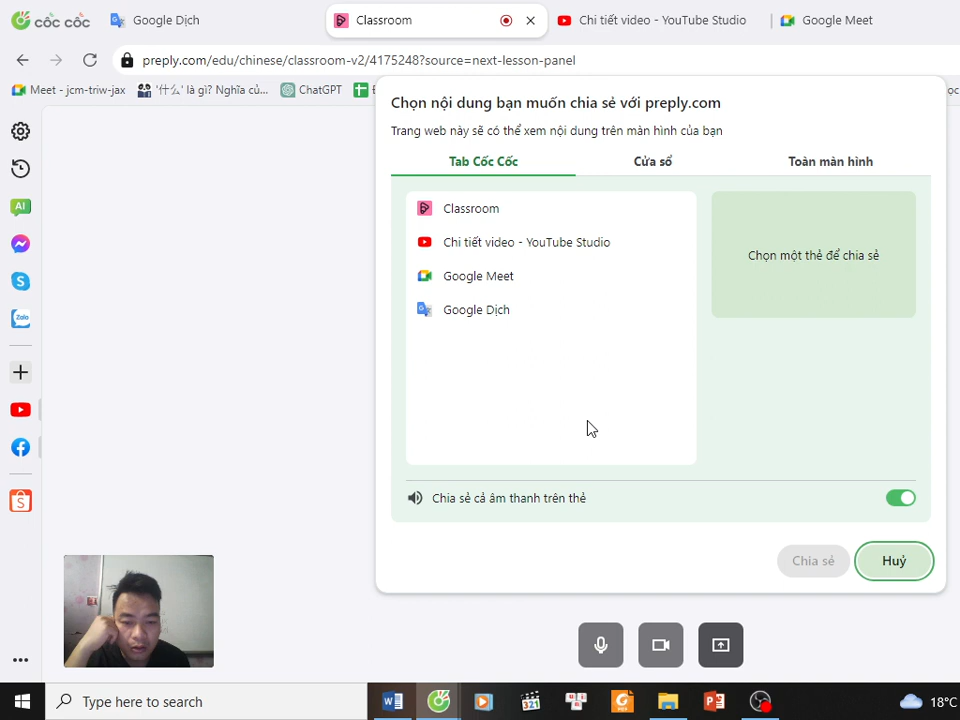 cốc cốc
Google Dịch
Classroom
Chi tiết video - YouTube Studio
Google Meet
preply.com/edu/chinese/classroom-v2/4175248?source=next-lesson-panel
Meet - jcm-triw-jax
'什么' là gì? Nghĩa củ...
ChatGPT
Chọn nội dung bạn muốn chia sẻ với preply.com
Trang web này sẽ có thể xem nội dung trên màn hình của bạn
Tab Cốc Cốc
Cửa sổ
Toàn màn hình
Classroom
Chi tiết video - YouTube Studio
Google Meet
Google Dịch
Chọn một thẻ để chia sẻ
Chia sẻ cả âm thanh trên thẻ
Chia sẻ
Huỷ
AI
Zalo
Type here to search
321
18°C